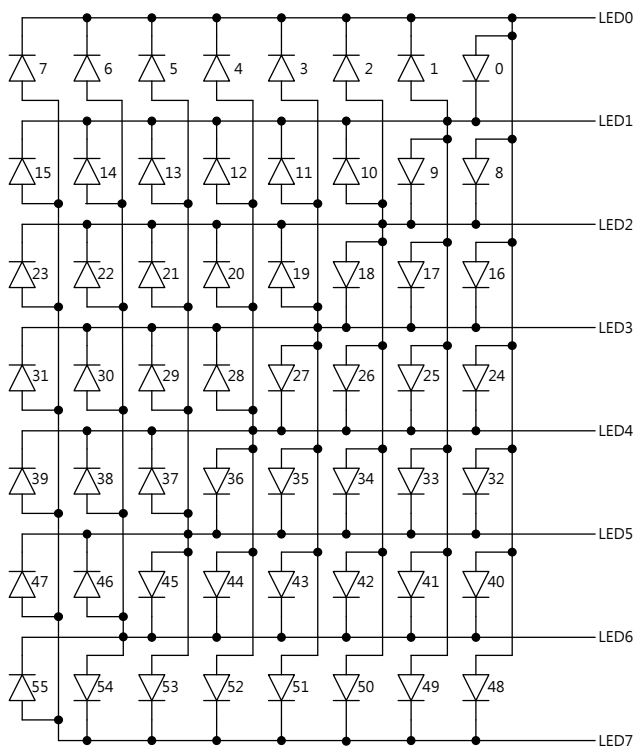 LED0
7 6 5 4 3 2 1 0
LED1
15 14 13 12 11 10 9 8
LED2
23 22 21 20 19 18 17 16
LED3
31 30 29 28 27 26 25 24
LED4
39 38 37 36 35 34 33 32
LED5
47 46 45 44 43 42 41 40
LED6
55 54 53 52 51 50 49 48
LED7